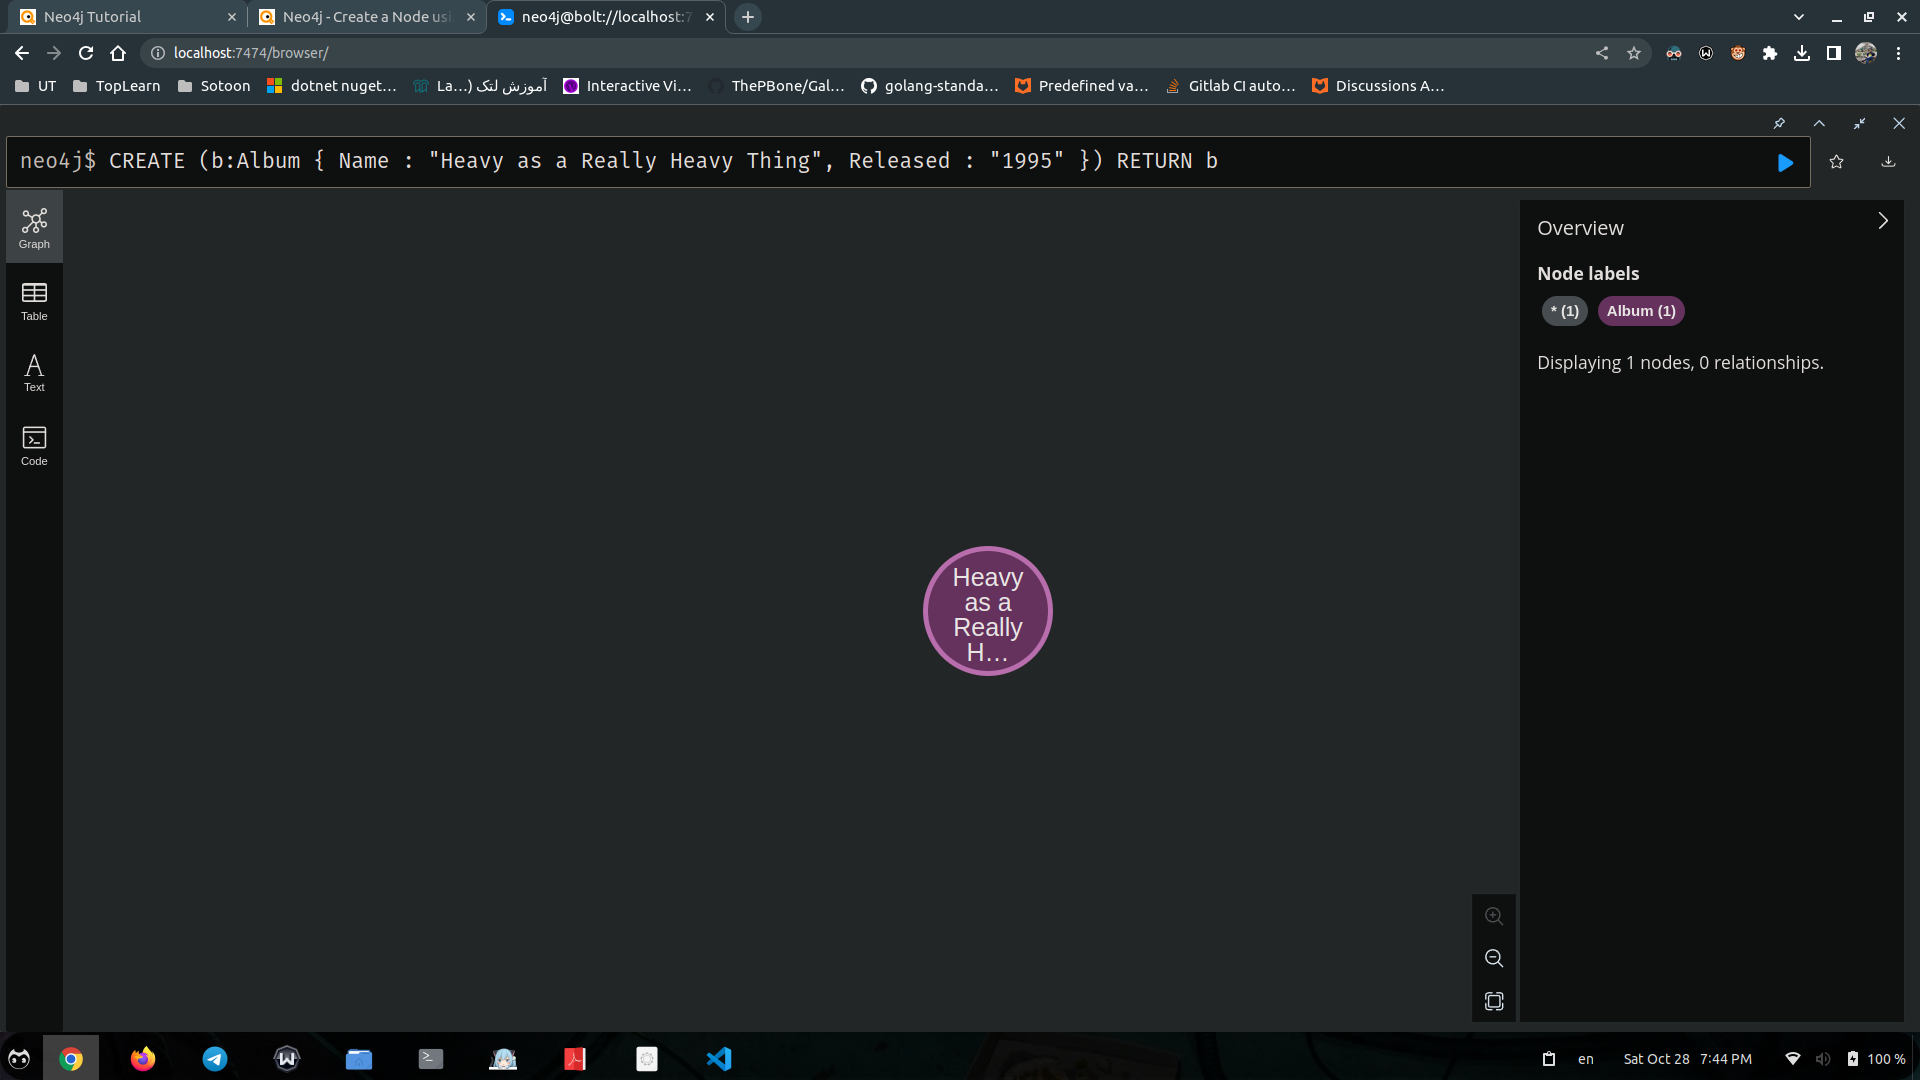 Neo4j Tutorial
Neo4j - Create a Node usi
neo4j@bolt://localhost:7
localhost:7474/browser/
UT
TopLearn
Sotoon
dotnet nuget…
آموزش لتک (…La
Interactive Vi…
ThePBone/Gal…
golang-standa…
Predefined va…
Gitlab CI auto…
Discussions A…
neo4j$ CREATE (b:Album { Name : "Heavy as a Really Heavy Thing", Released : "1995" }) RETURN b
Graph
Table
Text
Code
Heavy
as a
Really
H…
Overview
Node labels
* (1) Album (1)
Displaying 1 nodes, 0 relationships.
en
Sat Oct 28 7:44 PM
100 %